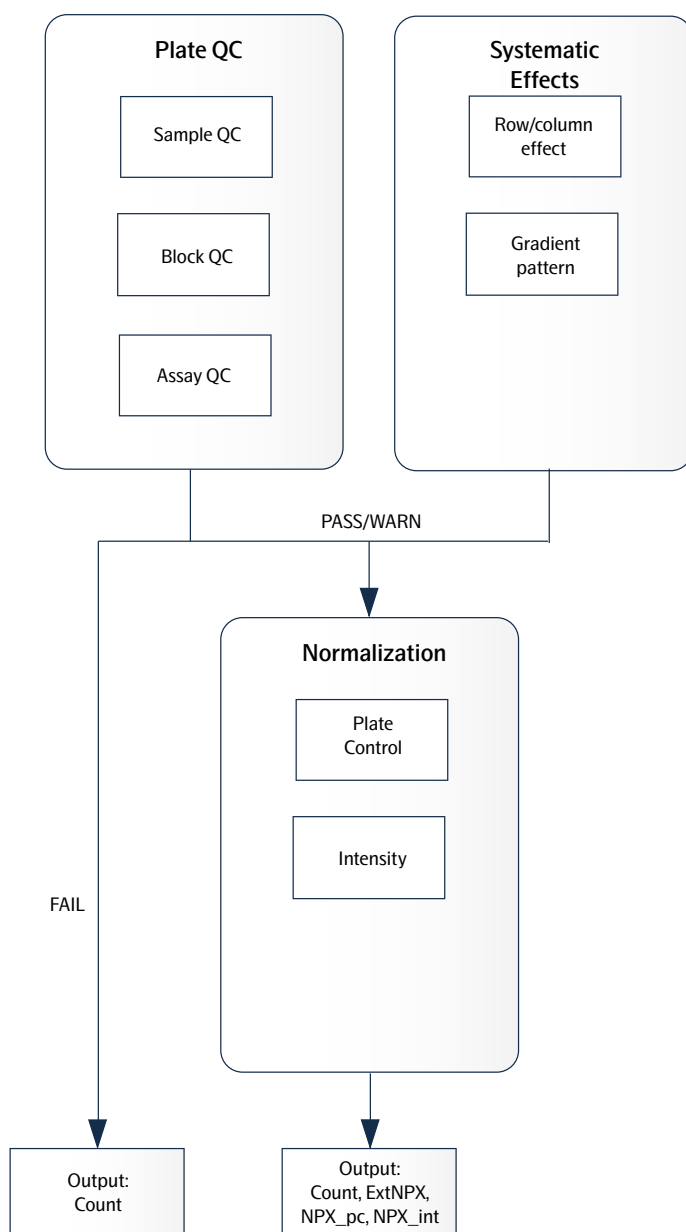 Plate QC
Sample QC
Block QC
Assay QC
Systematic
Effects
Row/column
effect
Gradient
pattern
PASS/WARN
Normalization
Plate
Control
Intensity
FAIL
Output:
Count
Output:
Count, ExtNPX,
NPX_pc, NPX_int